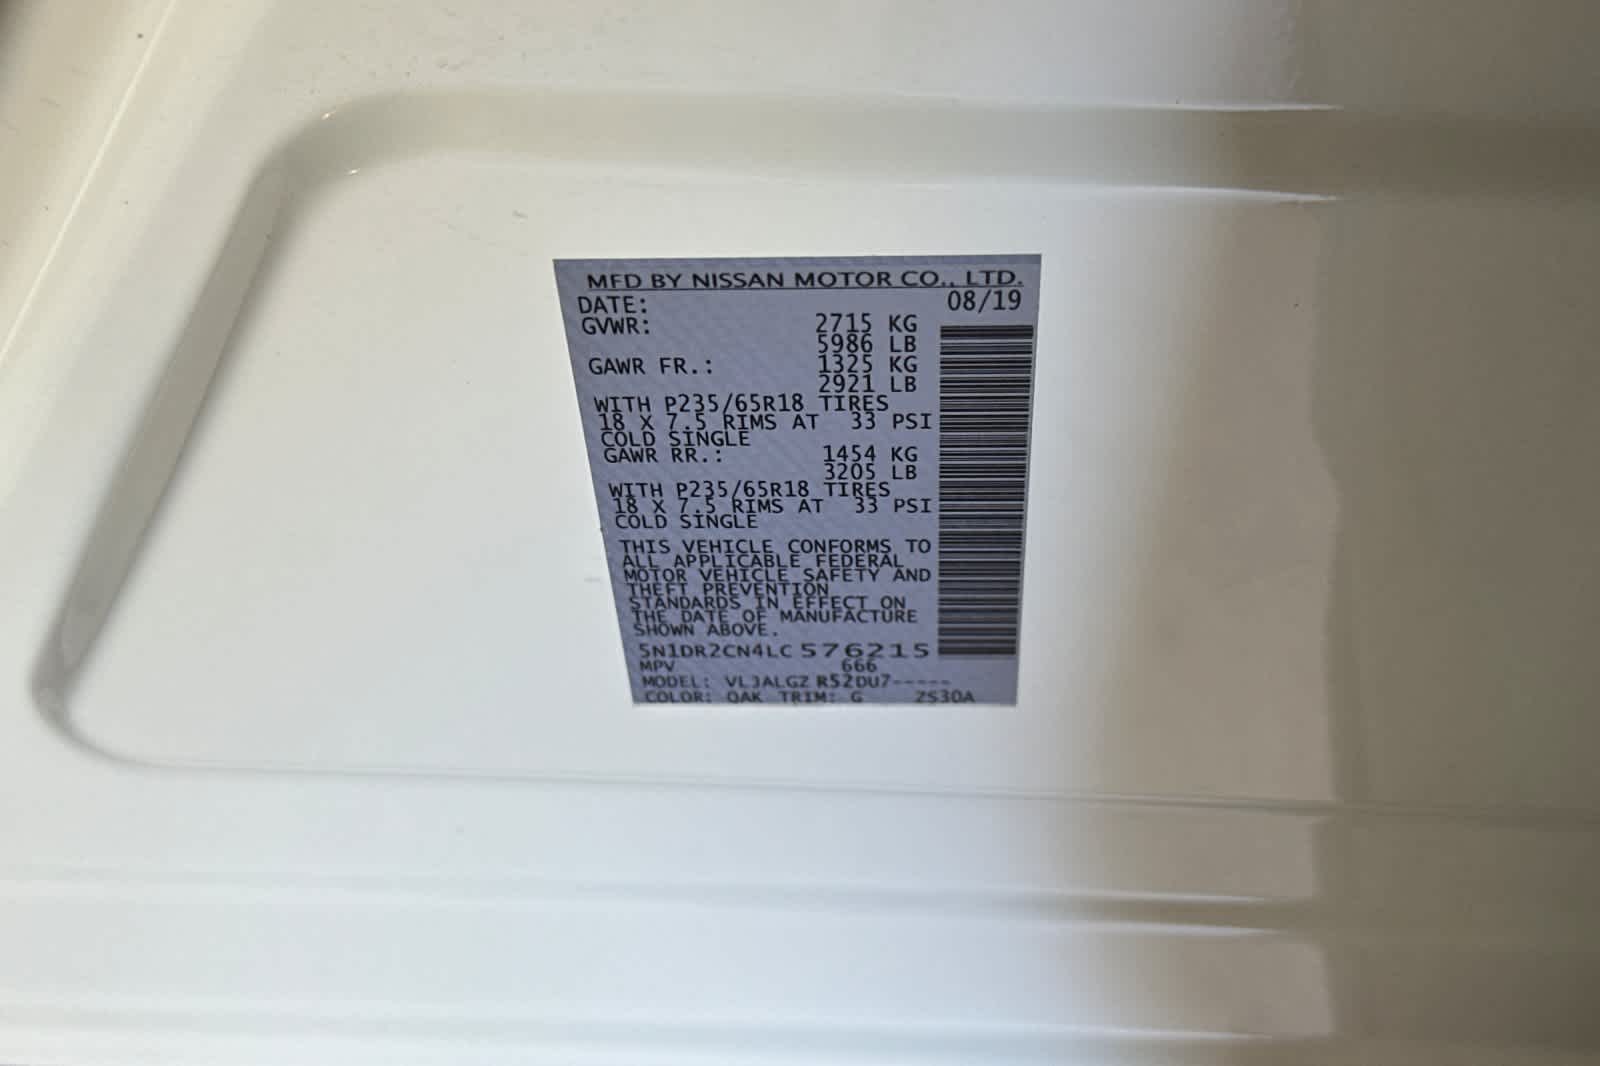 MFD BY NISSAN MOTOR CO., LTD.
DATE: 08/19
GVWR: 2715 KG
5986 LB
GAWR FR.: 1325 KG
2921 LB
WITH P235/65R18 TIRES
18 X 7.5 RIMS AT 33 PSI
COLD SINGLE
GAWR RR.: 1454 KG
3205 LB
WITH P235/65R18 TIRES
18 X 7.5 RIMS AT 33 PSI
COLD SINGLE
THIS VEHICLE CONFORMS TO
ALL APPLICABLE FEDERAL
MOTOR VEHICLE SAFETY AND
THEFT PREVENTION
STANDARDS IN EFFECT ON
THE DATE OF MANUFACTURE
SHOWN ABOVE.
5N1DR2CN4LC576215
MPV 666
MODEL: VLJALGZ R52DU7-----
COLOR: QAK TRIM: G ZS30A